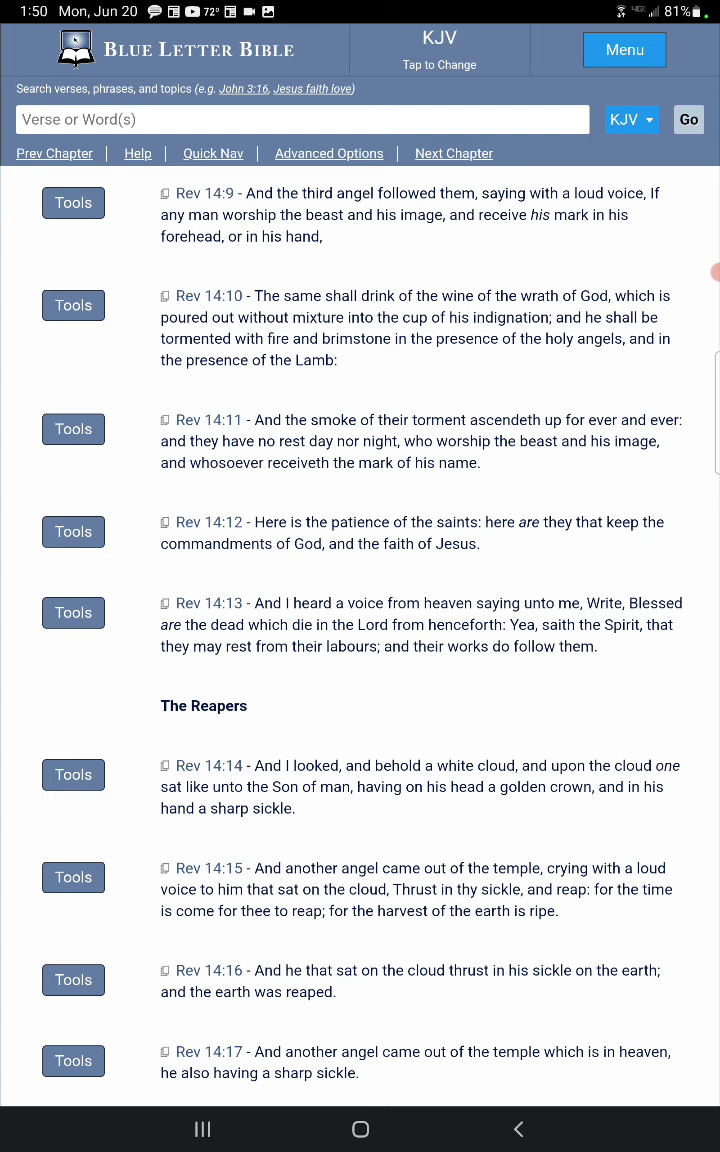 1:50 Mon, Jun 20 72° 81%
BLUE LETTER BIBLE
KJV
Tap to Change
Menu
Search verses, phrases, and topics (e.g. John 3:16, Jesus faith love)
Verse or Word(s)
KJV
Go
Prev Chapter | Help | Quick Nav | Advanced Options | Next Chapter
Tools
Rev 14:9 - And the third angel followed them, saying with a loud voice, If
any man worship the beast and his image, and receive his mark in his
forehead, or in his hand,
Tools
Rev 14:10 - The same shall drink of the wine of the wrath of God, which is
poured out without mixture into the cup of his indignation; and he shall be
tormented with fire and brimstone in the presence of the holy angels, and in
the presence of the Lamb:
Tools
Rev 14:11 - And the smoke of their torment ascendeth up for ever and ever:
and they have no rest day nor night, who worship the beast and his image,
and whosoever receiveth the mark of his name.
Tools
Rev 14:12 - Here is the patience of the saints: here are they that keep the
commandments of God, and the faith of Jesus.
Tools
Rev 14:13 - And I heard a voice from heaven saying unto me, Write, Blessed
are the dead which die in the Lord from henceforth: Yea, saith the Spirit, that
they may rest from their labours; and their works do follow them.
The Reapers
Tools
Rev 14:14 - And I looked, and behold a white cloud, and upon the cloud one
sat like unto the Son of man, having on his head a golden crown, and in his
hand a sharp sickle.
Tools
Rev 14:15 - And another angel came out of the temple, crying with a loud
voice to him that sat on the cloud, Thrust in thy sickle, and reap: for the time
is come for thee to reap; for the harvest of the earth is ripe.
Tools
Rev 14:16 - And he that sat on the cloud thrust in his sickle on the earth;
and the earth was reaped.
Tools
Rev 14:17 - And another angel came out of the temple which is in heaven,
he also having a sharp sickle.